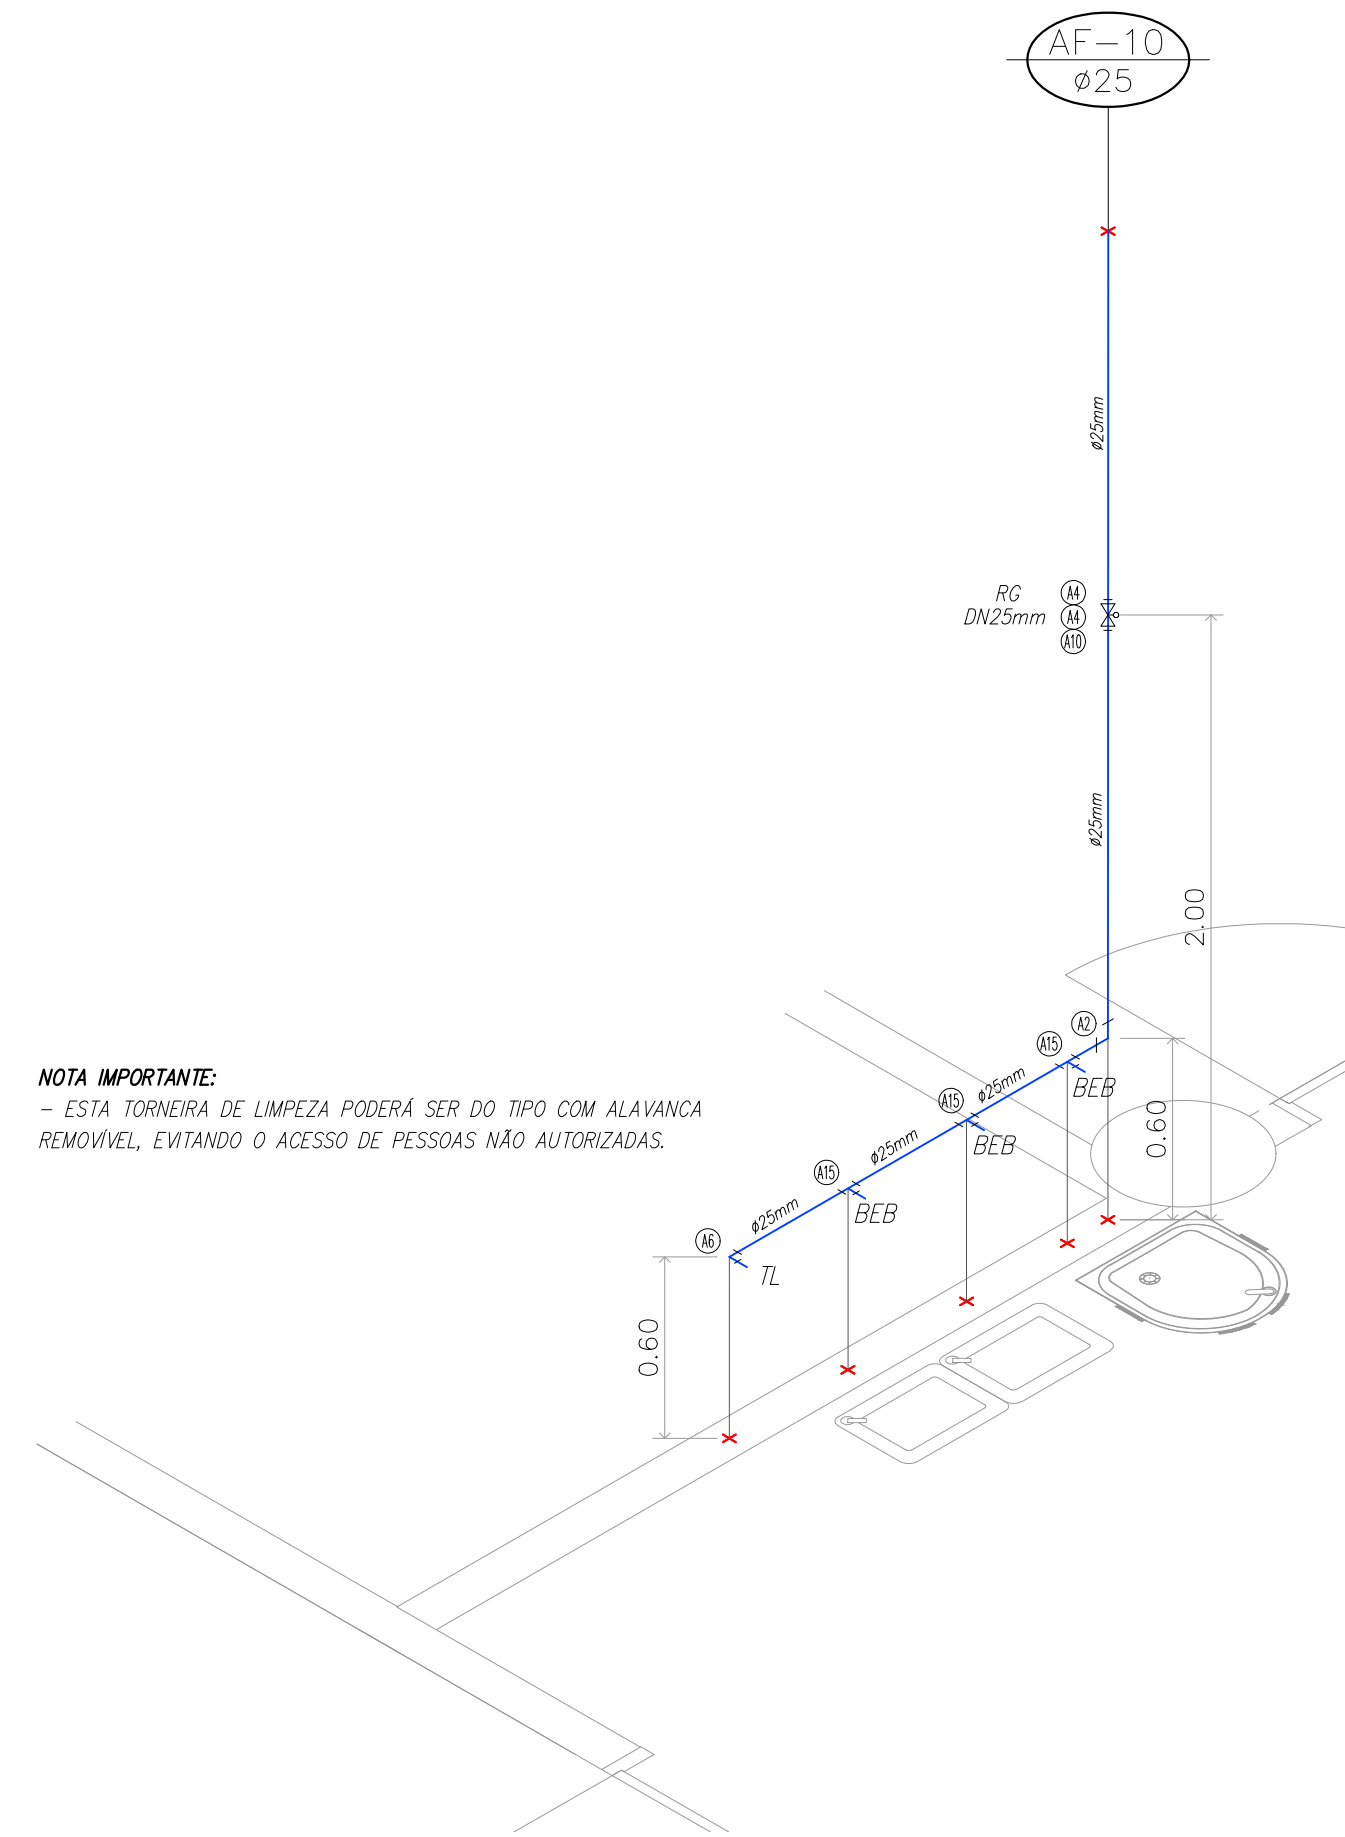 AF-10
ø25
ø25mm
RG
DN25mm
A4
A4
A10
ø25mm
2.00
A2
A15
BEB
0.60
ø25mm
A15
BEB
ø25mm
A15
BEB
ø25mm
A6
TL
0.60
NOTA IMPORTANTE:
- ESTA TORNEIRA DE LIMPEZA PODERÁ SER DO TIPO COM ALAVANCA
REMOVÍVEL, EVITANDO O ACESSO DE PESSOAS NÃO AUTORIZADAS.